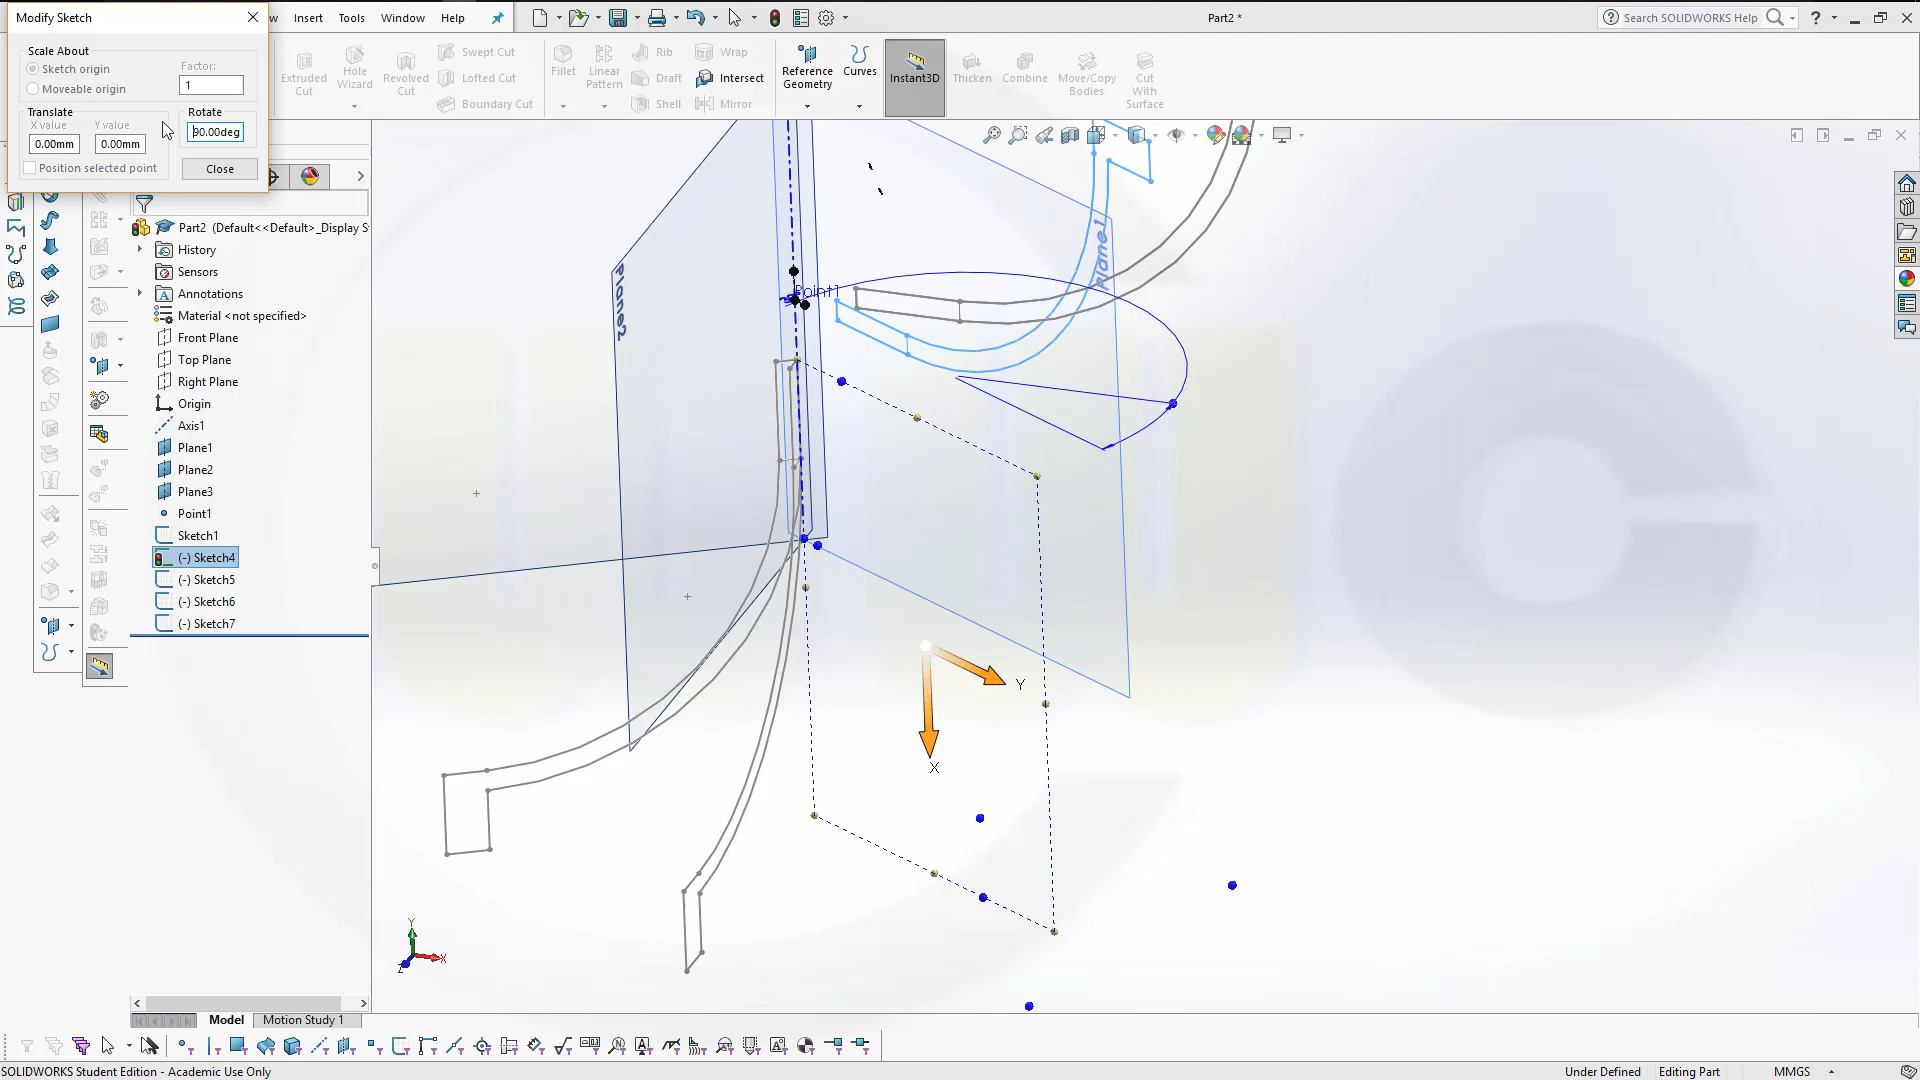 Modify Sketch
w
Insert
Tools
Window
Help
Part2 *
Search SOLIDWORKS Help
Scale About
Sketch origin
Moveable origin
Factor:
1
Translate
X value
Y value
0.00mm
0.00mm
Position selected point
Rotate
90.00deg
Close
Extruded Cut
Hole Wizard
Revolved Cut
Swept Cut
Lofted Cut
Boundary Cut
Fillet
Linear Pattern
Rib
Draft
Shell
Wrap
Intersect
Mirror
Reference Geometry
Curves
Instant3D
Thicken
Combine
Move/Copy Bodies
Cut With Surface
Part2 (Default<<Default>_Display S
History
Sensors
Annotations
Material <not specified>
Front Plane
Top Plane
Right Plane
Origin
Axis1
Plane1
Plane2
Plane3
Point1
Sketch1
(-) Sketch4
(-) Sketch5
(-) Sketch6
(-) Sketch7
Plane2
Point1
Plane1
Y
X
Y
X
Z
Model
Motion Study 1
SOLIDWORKS Student Edition - Academic Use Only
Under Defined
Editing Part
MMGS